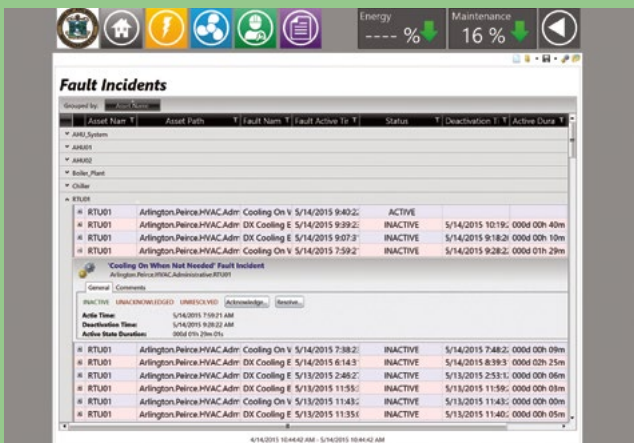 Energy
---- %
Maintenance
16 %
Fault Incidents
Grouped by: Asset Name
Asset Nam Asset Path Fault Nam Fault Active Tir Status Deactivation Ti Active Dura
AHU_System
AHU01
AHU02
Boiler_Plant
Chiller
RTU01
RTU01 Arlington.Peirce.HVAC.Adm Cooling On V 5/14/2015 9:40:2 ACTIVE
RTU01 Arlington.Peirce.HVAC.Adm DX Cooling E 5/14/2015 9:39:2 INACTIVE 5/14/2015 10:19: 000d 00h 40m
RTU01 Arlington.Peirce.HVAC.Adm DX Cooling E 5/14/2015 9:07:3 INACTIVE 5/14/2015 9:18:2 000d 00h 10m
RTU01 Arlington.Peirce.HVAC.Adm Cooling On V 5/14/2015 7:59:2 INACTIVE 5/14/2015 9:28:2 000d 01h 29m
'Cooling On When Not Needed' Fault Incident
Arlington.Peirce.HVAC.Administrative.RTU01
General Comments
INACTIVE UNACKNOWLEDGED UNRESOLVED Acknowledge... Resolve...
Actie Time: 5/14/2015 7:59:21 AM
Deactivation Time: 5/14/2015 9:28:22 AM
Active State Duration: 000d 01h 29m 01s
RTU01 Arlington.Peirce.HVAC.Adm Cooling On V 5/14/2015 7:38:2 INACTIVE 5/14/2015 7:48:2 000d 00h 09m
RTU01 Arlington.Peirce.HVAC.Adm DX Cooling E 5/14/2015 6:14:3 INACTIVE 5/14/2015 8:39:3 000d 02h 25m
RTU01 Arlington.Peirce.HVAC.Adm DX Cooling E 5/13/2015 2:46:2 INACTIVE 5/13/2015 2:53:1 000d 00h 06m
RTU01 Arlington.Peirce.HVAC.Adm DX Cooling E 5/13/2015 11:55: INACTIVE 5/13/2015 11:59: 000d 00h 03m
RTU01 Arlington.Peirce.HVAC.Adm DX Cooling E 5/13/2015 11:43: INACTIVE 5/13/2015 11:43: 000d 00h 00m
RTU01 Arlington.Peirce.HVAC.Adm DX Cooling E 5/13/2015 11:35: INACTIVE 5/13/2015 11:40: 000d 00h 05m
4/14/2015 10:44:42 AM - 5/14/2015 10:44:42 AM